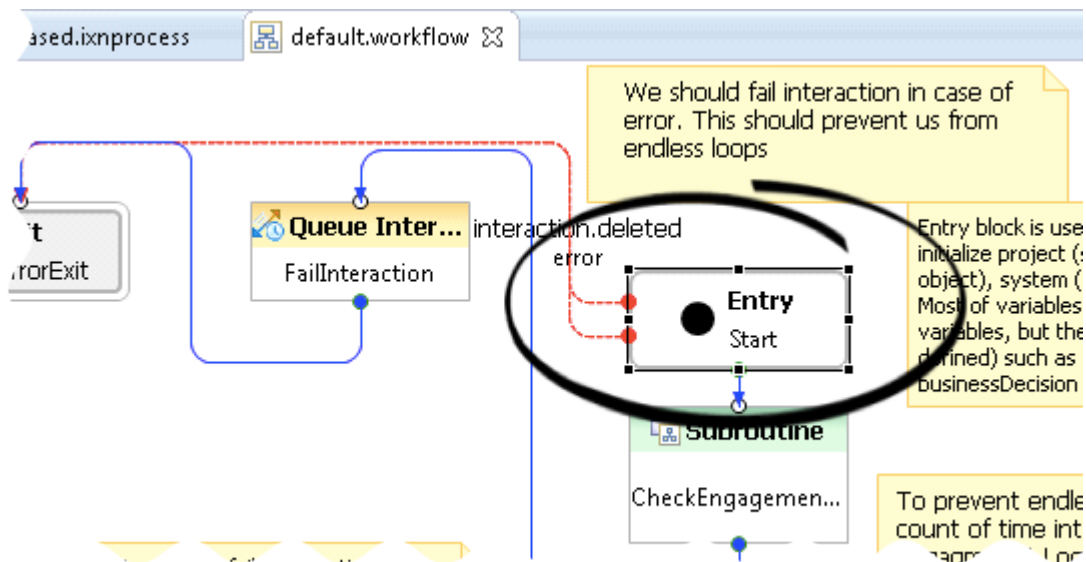 ased.ixnprocess
default.workflow
We should fail interaction in case of
error. This should prevent us from
endless loops
Queue Inter...
FailInteraction
interaction.deleted
error
t
rrorExit
Entry
Start
Entry block is use
initialize project (s
object), system (
Most of variables
variables, but the
defined) such as
businessDecision
Subroutine
CheckEngagemen...
To prevent endle
count of time int